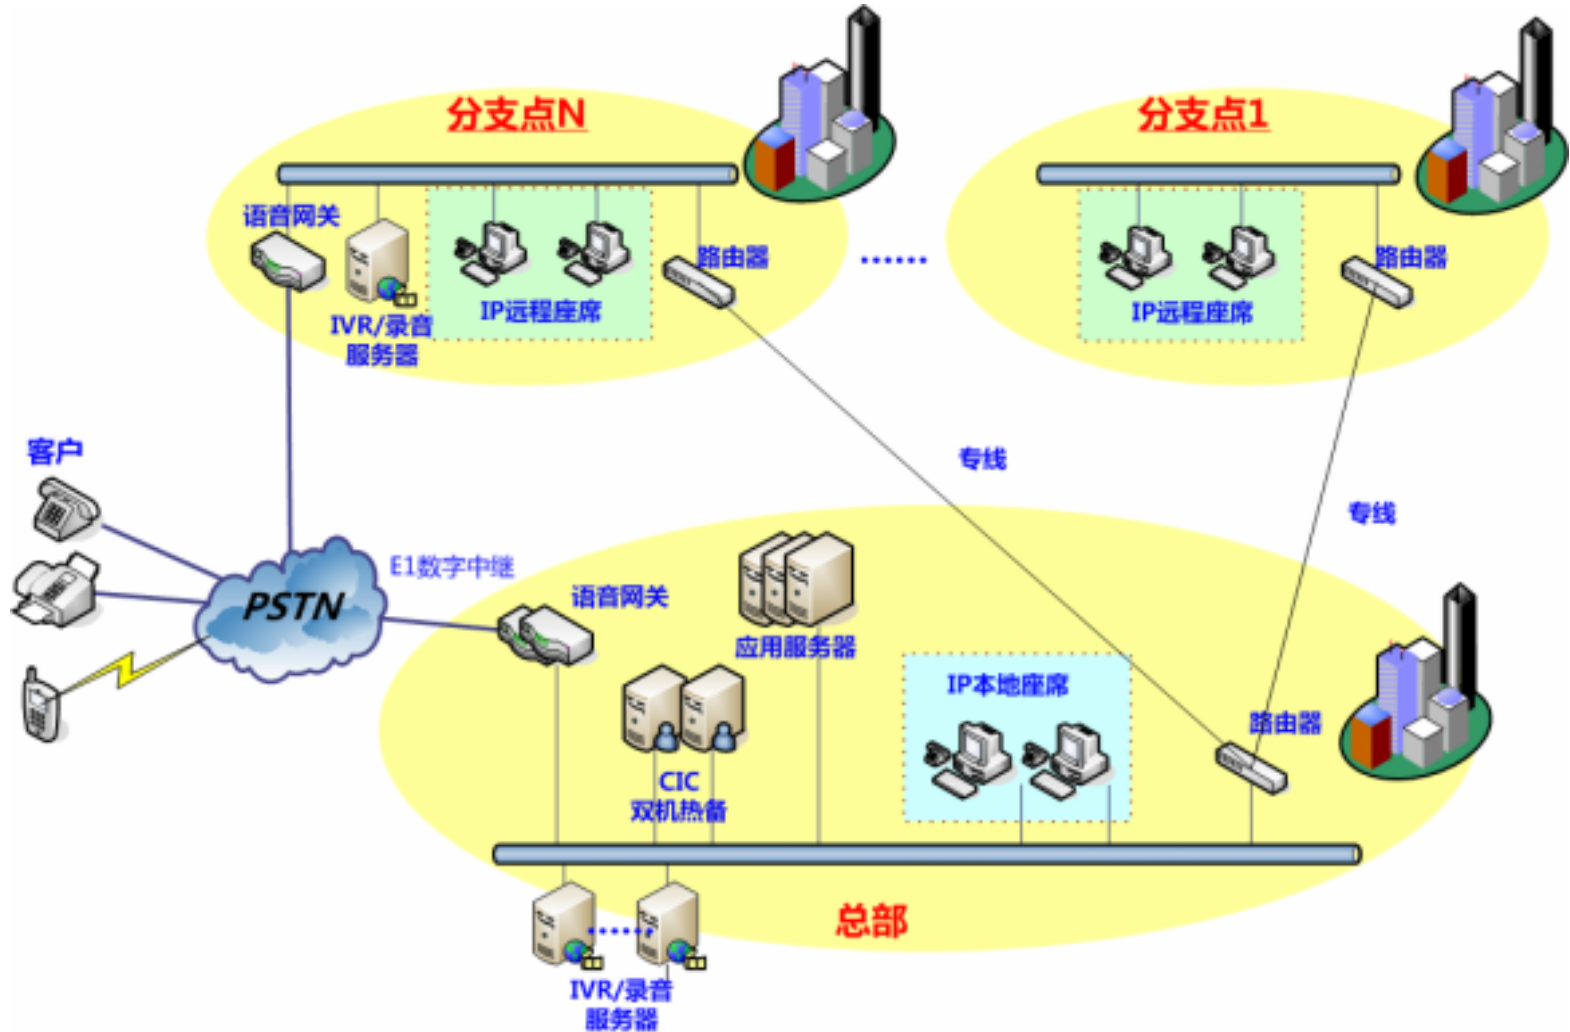 分支点N
分支点1
语音网关
路由器
路由器
IP远程座席
IP远程座席
IVR/录音
服务器
客户
专线
专线
E1数字中继
PSTN
语音网关
应用服务器
IP本地座席
路由器
CIC
双机热备
总部
IVR/录音
服务器